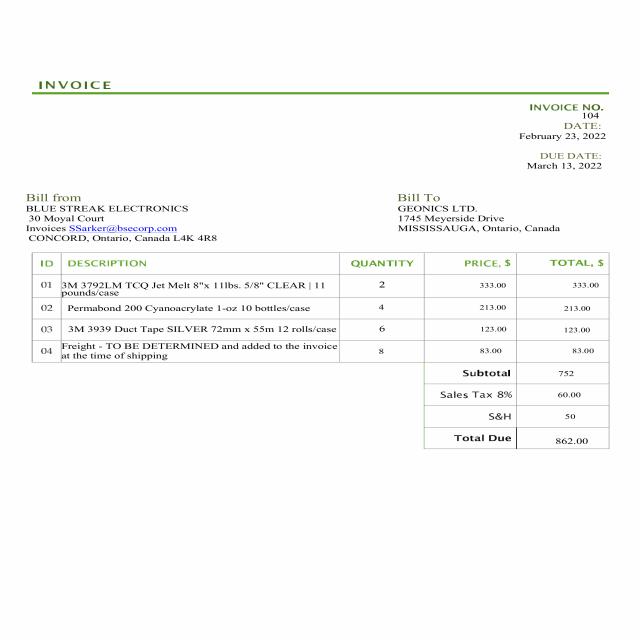 INVOICE
INVOICE NO.
104
DATE:
February 23, 2022
DUE DATE:
March 13, 2022
Bill from
BLUE STREAK ELECTRONICS
30 Moyal Court
Invoices SSarker@bsecorp.com
CONCORD, Ontario, Canada L4K 4R8
Bill To
GEONICS LTD.
1745 Meyerside Drive
MISSISSAUGA, Ontario, Canada
ID DESCRIPTION QUANTITY PRICE, $ TOTAL, $
01 3M 3792LM TCQ Jet Melt 8"x 11lbs. 5/8" CLEAR | 11 2 333.00 333.00
pounds/case
02 Permabond 200 Cyanoacrylate 1-oz 10 bottles/case 4 213.00 213.00
03 3M 3939 Duct Tape SILVER 72mm x 55m 12 rolls/case 6 123.00 123.00
04 Freight - TO BE DETERMINED and added to the invoice 8 83.00 83.00
at the time of shipping
Subtotal 752
Sales Tax 8% 60.00
S&H 50
Total Due 862.00